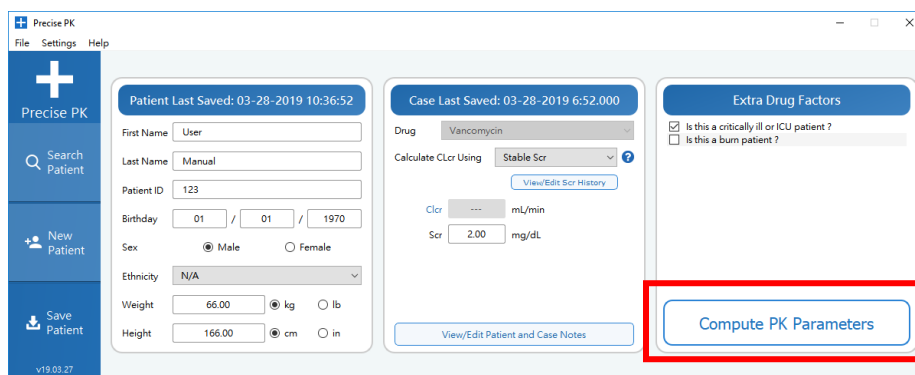 Precise PK
File Settings Help
Precise PK
Search Patient
New Patient
Save Patient
v19.03.27
Patient Last Saved: 03-28-2019 10:36:52
First Name User
Last Name Manual
Patient ID 123
Birthday 01 / 01 / 1970
Sex Male Female
Ethnicity N/A
Weight 66.00 kg lb
Height 166.00 cm in
Case Last Saved: 03-28-2019 6:52.000
Drug Vancomycin
Calculate CLcr Using Stable Scr ?
View/Edit Scr History
Clcr --- mL/min
Scr 2.00 mg/dL
View/Edit Patient and Case Notes
Extra Drug Factors
Is this a critically ill or ICU patient ?
Is this a burn patient ?
Compute PK Parameters